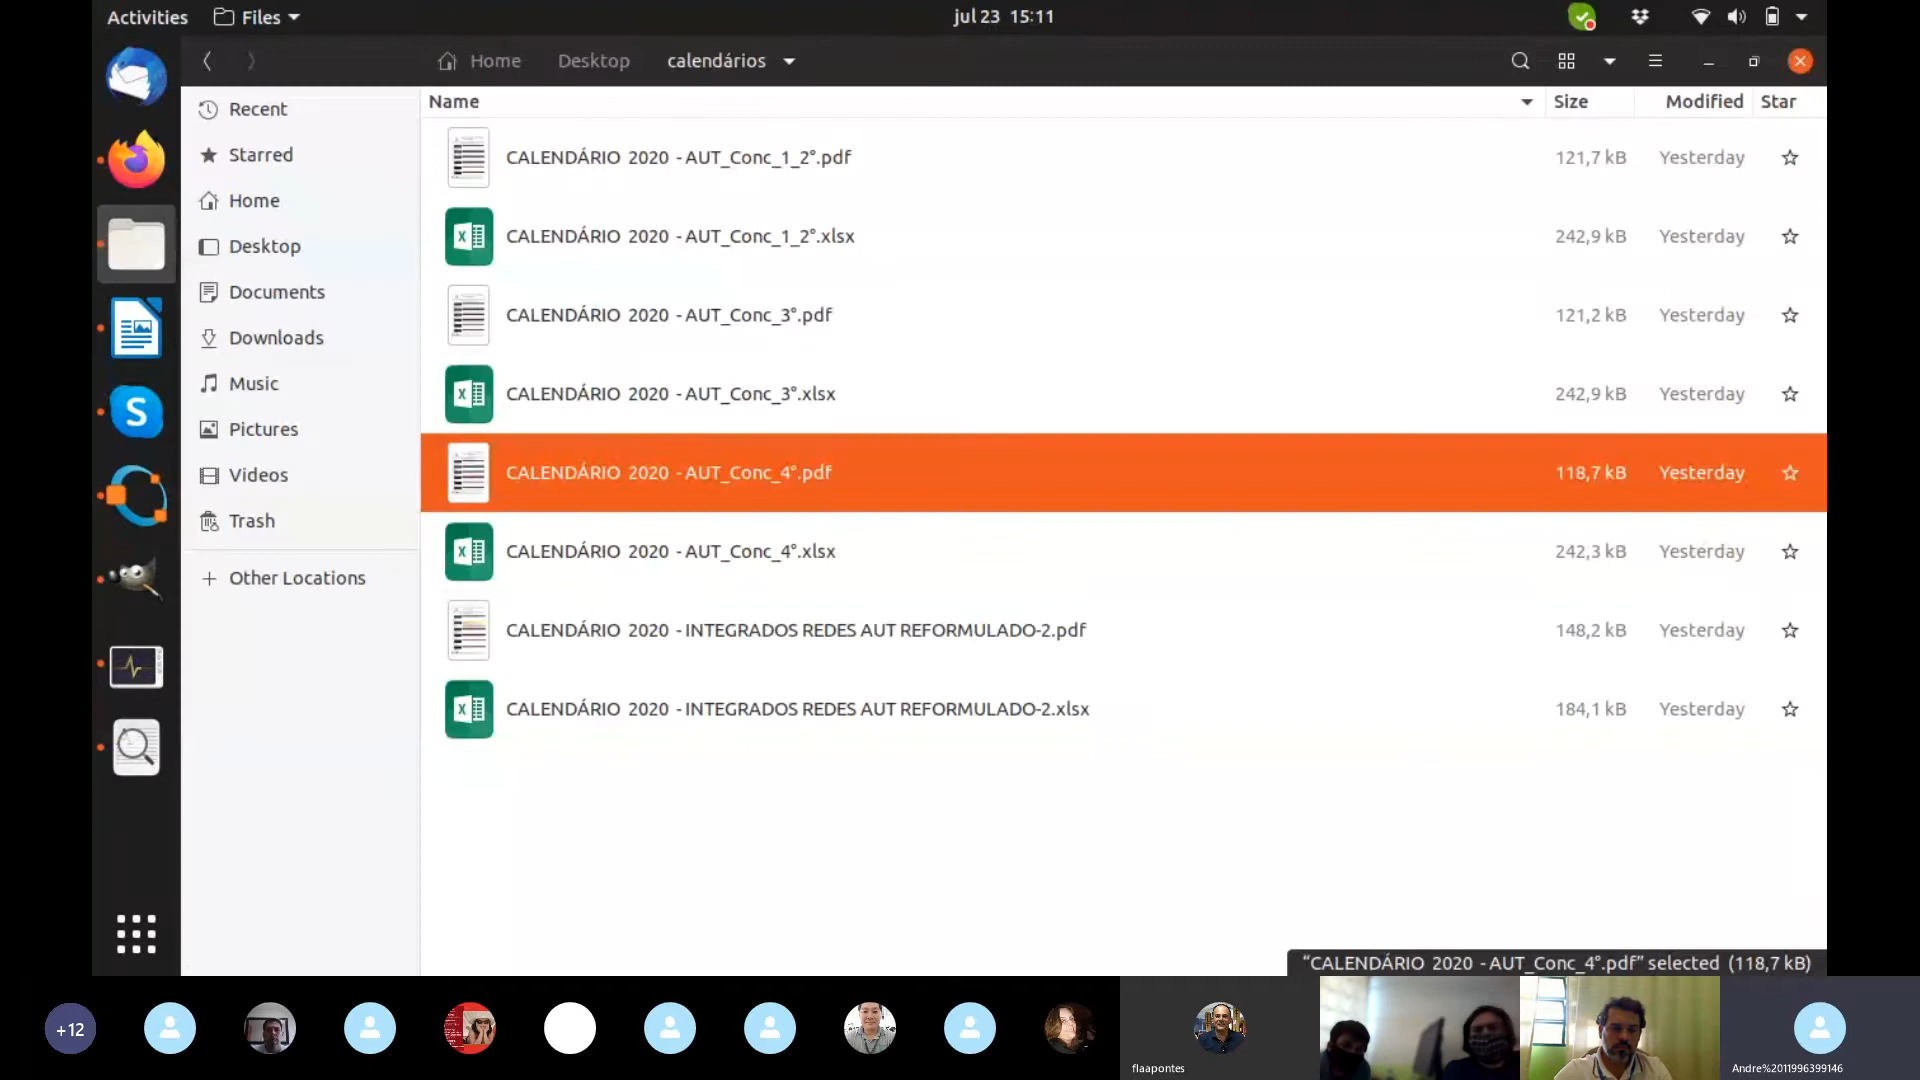 Activities Files jul 23 15:11
Home Desktop calendários
Recent
Starred
Home
Desktop
Documents
Downloads
Music
Pictures
Videos
Trash
Other Locations
Name Size Modified Star
CALENDÁRIO 2020 - AUT_Conc_1_2°.pdf 121,7 kB Yesterday
CALENDÁRIO 2020 - AUT_Conc_1_2°.xlsx 242,9 kB Yesterday
CALENDÁRIO 2020 - AUT_Conc_3°.pdf 121,2 kB Yesterday
CALENDÁRIO 2020 - AUT_Conc_3°.xlsx 242,9 kB Yesterday
CALENDÁRIO 2020 - AUT_Conc_4°.pdf 118,7 kB Yesterday
CALENDÁRIO 2020 - AUT_Conc_4°.xlsx 242,3 kB Yesterday
CALENDÁRIO 2020 - INTEGRADOS REDES AUT REFORMULADO-2.pdf 148,2 kB Yesterday
CALENDÁRIO 2020 - INTEGRADOS REDES AUT REFORMULADO-2.xlsx 184,1 kB Yesterday
“CALENDÁRIO 2020 - AUT_Conc_4°.pdf” selected (118,7 kB)
+12
flaapontes
Andre%2011996399146